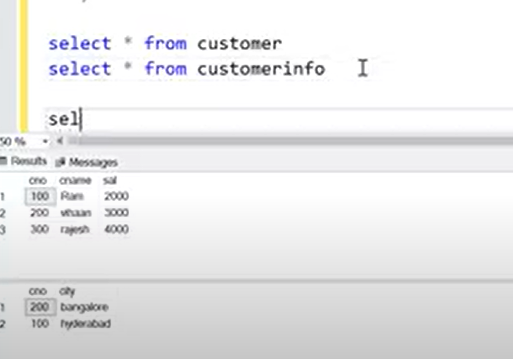 select * from customer
select * from customerinfo
sel
50 %
Results Messages
cno cname sal
1 100 Ram 2000
2 200 vihaan 3000
3 300 rajesh 4000
cno city
1 200 bangalore
2 100 hyderabad